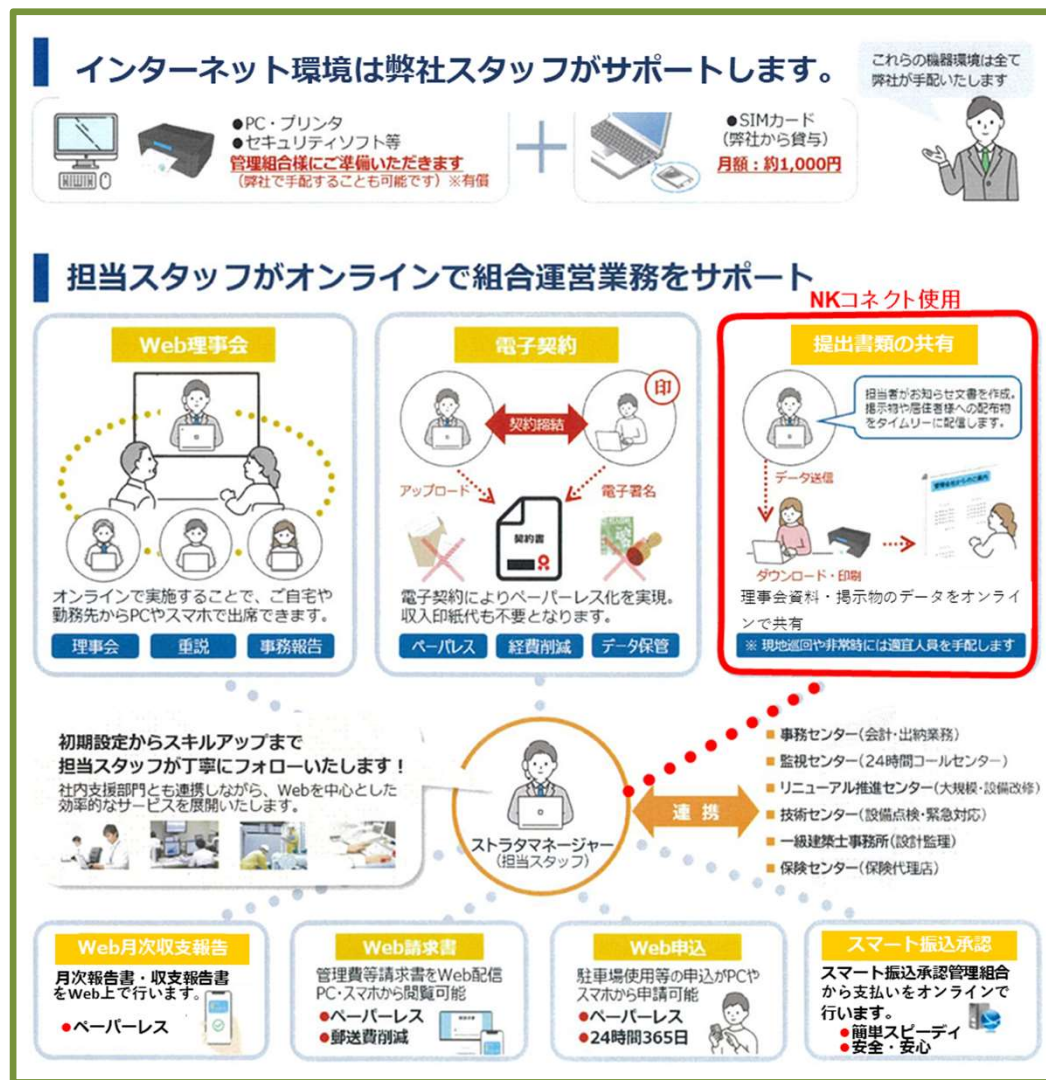 インターネット環境は弊社スタッフがサポートします。
これらの機器環境は全て
弊社が手配いたします
●PC・プリンタ
●セキュリティソフト等
管理組合様にご準備いただきます
(弊社で手配することも可能です)※有償
●SIMカード
(弊社から貸与)
月額：約1,000円
担当スタッフがオンラインで組合運営業務をサポート
NKコネクト使用
Web理事会
オンラインで実施することで、ご自宅や
勤務先からPCやスマホで出席できます。
理事会 重説 事務報告
電子契約
印
契約締結
アップロード
電子署名
契約書
電子契約によりペーパーレス化を実現。
収入印紙代も不要となります。
ペーパレス 経費削減 データ保管
提出書類の共有
担当者がお知らせ文書を作成。
掲示物や居住者様への配布物
をタイムリーに配信します。
データ送信
管理会社からのご案内
ダウンロード・印刷
理事会資料・掲示物のデータをオンライ
ンで共有
※ 現地巡回や非常時には適宜人員を手配します
初期設定からスキルアップまで
担当スタッフが丁寧にフォローいたします！
社内支援部門とも連携しながら、Webを中心とした
効率的なサービスを展開いたします。
ストラタマネージャー
(担当スタッフ)
連携
■ 事務センター(会計・出納業務)
■ 監視センター(24時間コールセンター)
■ リニューアル推進センター(大規模・設備改修)
■ 技術センター(設備点検・緊急対応)
■ 一級建築士事務所(設計監理)
■ 保険センター(保険代理店)
Web月次収支報告
月次報告書・収支報告書
をWeb上で行います。
●ペーパーレス
Web請求書
管理費等請求書をWeb配信
PC・スマホから閲覧可能
●ペーパーレス
●郵送費削減
Web申込
駐車場使用等の申込がPCや
スマホから申請可能
●ペーパーレス
●24時間365日
スマート振込承認
スマート振込承認管理組合
から支払いをオンラインで
行います。
●簡単スピーディ
●安全・安心